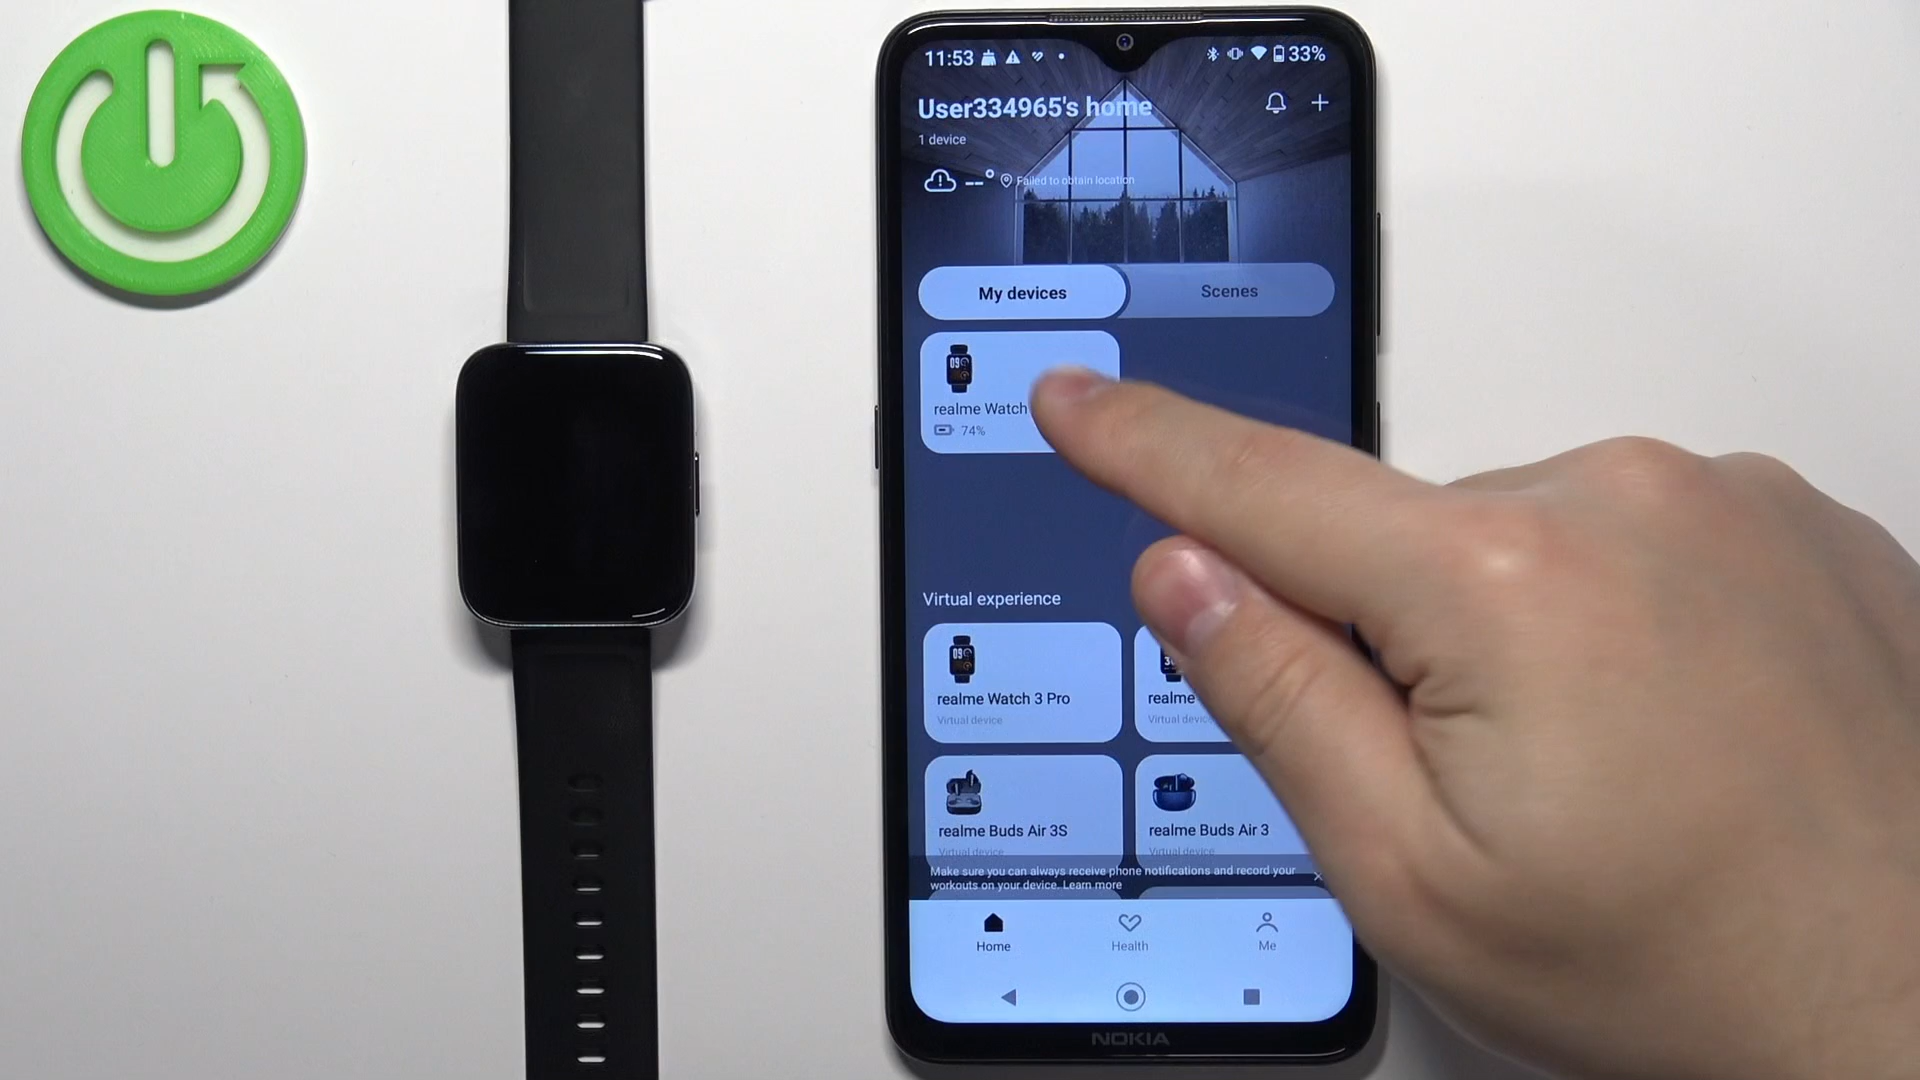 11:53
33%
User334965's home
1 device
--° Failed to obtain location
My devices
Scenes
realme Watch
74%
Virtual experience
realme Watch 3 Pro
Virtual device
realme
Virtual device
realme Buds Air 3S
Virtual device
realme Buds Air 3
Virtual device
Make sure you can always receive phone notifications and record your
workouts on your device. Learn more
Home
Health
Me
NOKIA